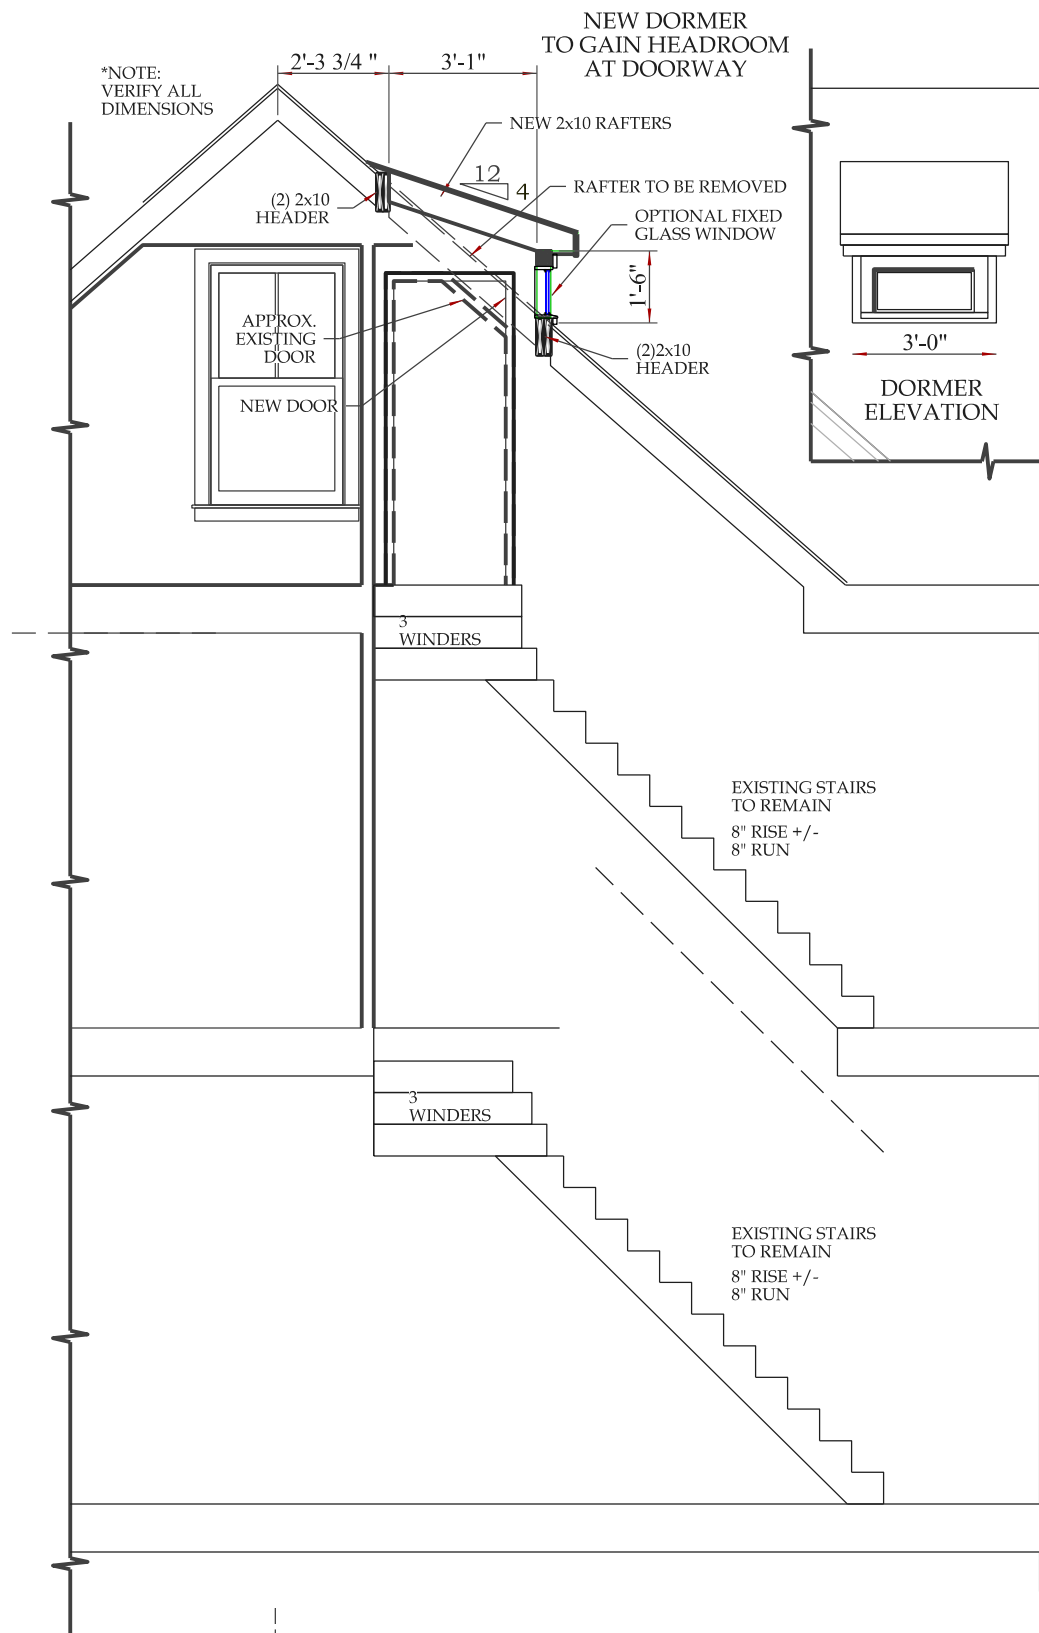 NEW DORMER
TO GAIN HEADROOM
AT DOORWAY
2'-3 3/4 "
3'-1"
*NOTE:
VERIFY ALL
DIMENSIONS
NEW 2x10 RAFTERS
12
4
RAFTER TO BE REMOVED
(2) 2x10
HEADER
OPTIONAL FIXED
GLASS WINDOW
1'-6"
APPROX.
EXISTING
DOOR
(2)2x10
HEADER
NEW DOOR
3'-0"
DORMER
ELEVATION
3
WINDERS
EXISTING STAIRS
TO REMAIN
8" RISE +/-
8" RUN
3
WINDERS
EXISTING STAIRS
TO REMAIN
8" RISE +/-
8" RUN